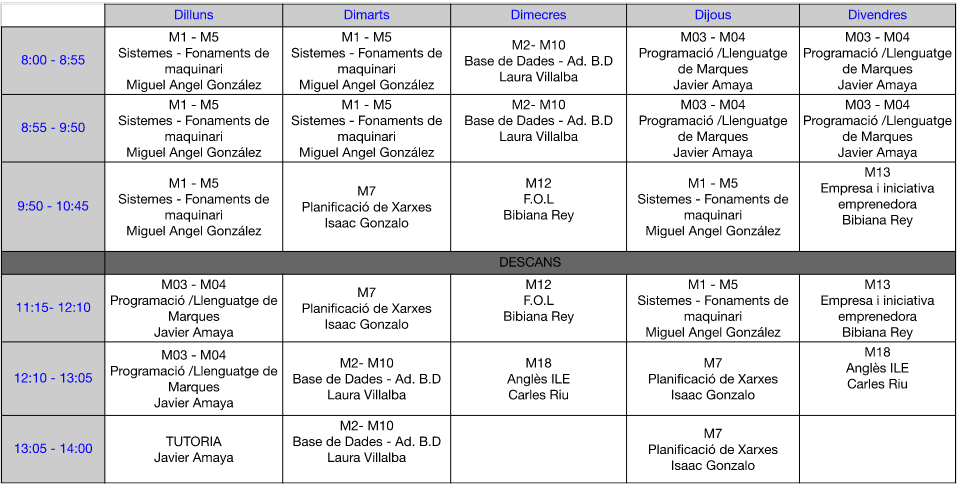 Dilluns Dimarts Dimecres Dijous Divendres
8:00 - 8:55
M1 - M5
Sistemes - Fonaments de
maquinari
Miguel Angel González
M1 - M5
Sistemes - Fonaments de
maquinari
Miguel Angel González
M2- M10
Base de Dades - Ad. B.D
Laura Villalba
M03 - M04
Programació /Llenguatge
de Marques
Javier Amaya
M03 - M04
Programació /Llenguatge
de Marques
Javier Amaya
8:55 - 9:50
M1 - M5
Sistemes - Fonaments de
maquinari
Miguel Angel González
M1 - M5
Sistemes - Fonaments de
maquinari
Miguel Angel González
M2- M10
Base de Dades - Ad. B.D
Laura Villalba
M03 - M04
Programació /Llenguatge
de Marques
Javier Amaya
M03 - M04
Programació /Llenguatge
de Marques
Javier Amaya
9:50 - 10:45
M1 - M5
Sistemes - Fonaments de
maquinari
Miguel Angel González
M7
Planificació de Xarxes
Isaac Gonzalo
M12
F.O.L
Bibiana Rey
M1 - M5
Sistemes - Fonaments de
maquinari
Miguel Angel González
M13
Empresa i iniciativa
emprenedora
Bibiana Rey
DESCANS
11:15- 12:10
M03 - M04
Programació /Llenguatge de
Marques
Javier Amaya
M7
Planificació de Xarxes
Isaac Gonzalo
M12
F.O.L
Bibiana Rey
M1 - M5
Sistemes - Fonaments de
maquinari
Miguel Angel González
M13
Empresa i iniciativa
emprenedora
Bibiana Rey
12:10 - 13:05
M03 - M04
Programació /Llenguatge de
Marques
Javier Amaya
M2- M10
Base de Dades - Ad. B.D
Laura Villalba
M18
Anglès ILE
Carles Riu
M7
Planificació de Xarxes
Isaac Gonzalo
M18
Anglès ILE
Carles Riu
13:05 - 14:00
TUTORIA
Javier Amaya
M2- M10
Base de Dades - Ad. B.D
Laura Villalba
M7
Planificació de Xarxes
Isaac Gonzalo